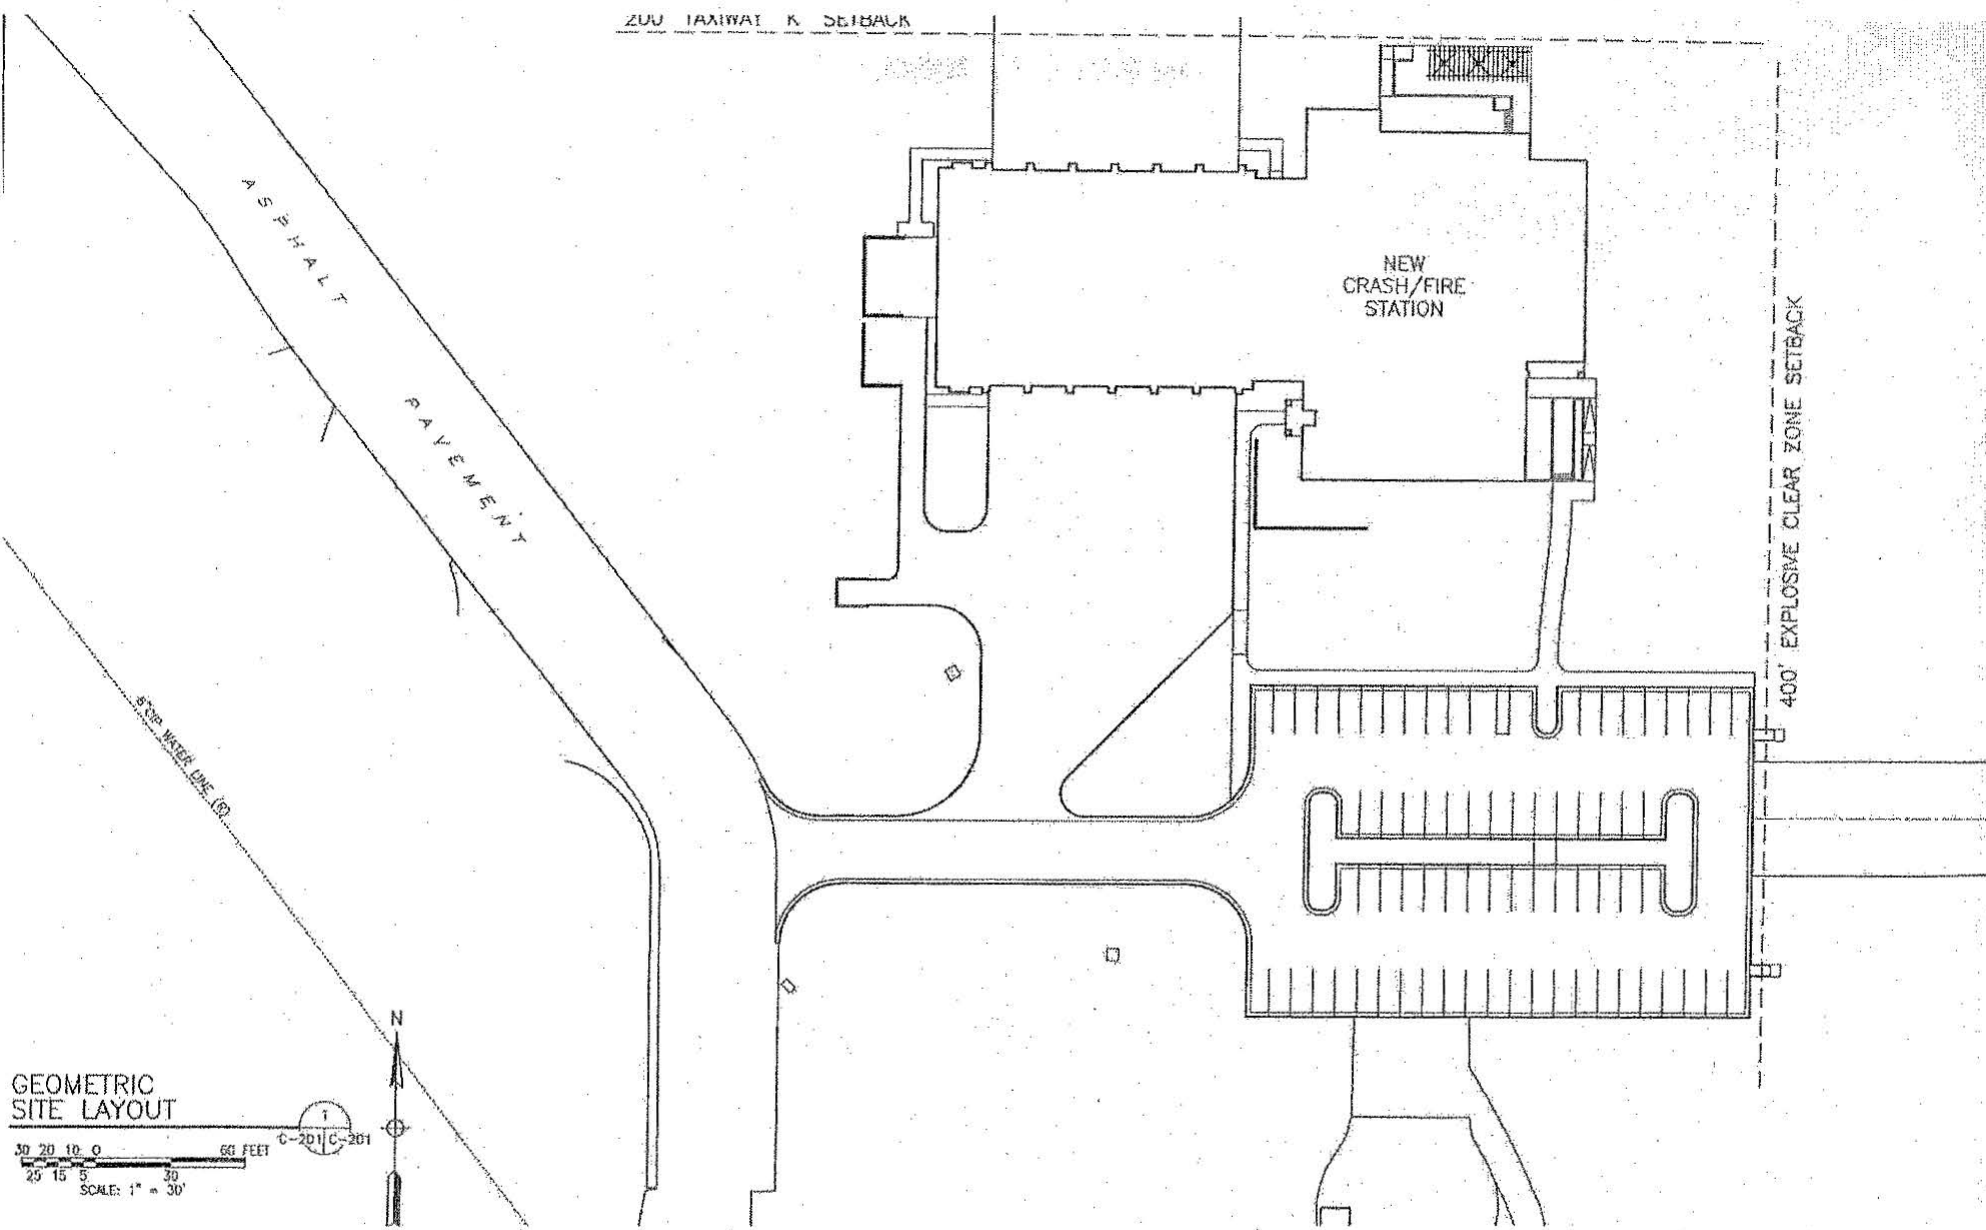 200' TAXIWAY K SETBACK
ASPHALT
PAVEMENT
NEW
CRASH/FIRE
STATION
400' EXPLOSIVE CLEAR ZONE SETBACK
WATER LINE (R)
N
GEOMETRIC
SITE LAYOUT
1
C-201 C-201
30 20 10 0 60 FEET
25 15 5 30
SCALE: 1" = 30'